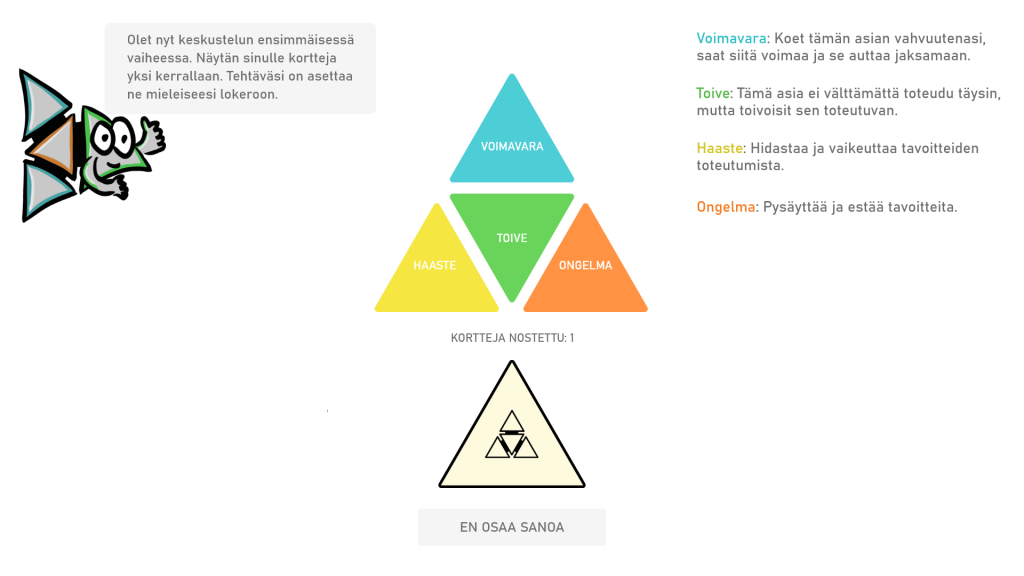 Olet nyt keskustelun ensimmäisessä
vaiheessa. Näytän sinulle kortteja
yksi kerrallaan. Tehtäväsi on asettaa
ne mieleiseesi lokeroon.
Voimavara: Koet tämän asian vahvuutenasi,
saat siitä voimaa ja se auttaa jaksamaan.
Toive: Tämä asia ei välttämättä toteudu täysin,
mutta toivoisit sen toteutuvan.
Haaste: Hidastaa ja vaikeuttaa tavoitteiden
toteutumista.
Ongelma: Pysäyttää ja estää tavoitteita.
VOIMAVARA
TOIVE
HAASTE
ONGELMA
KORTTEJA NOSTETTU: 1
EN OSAA SANOA